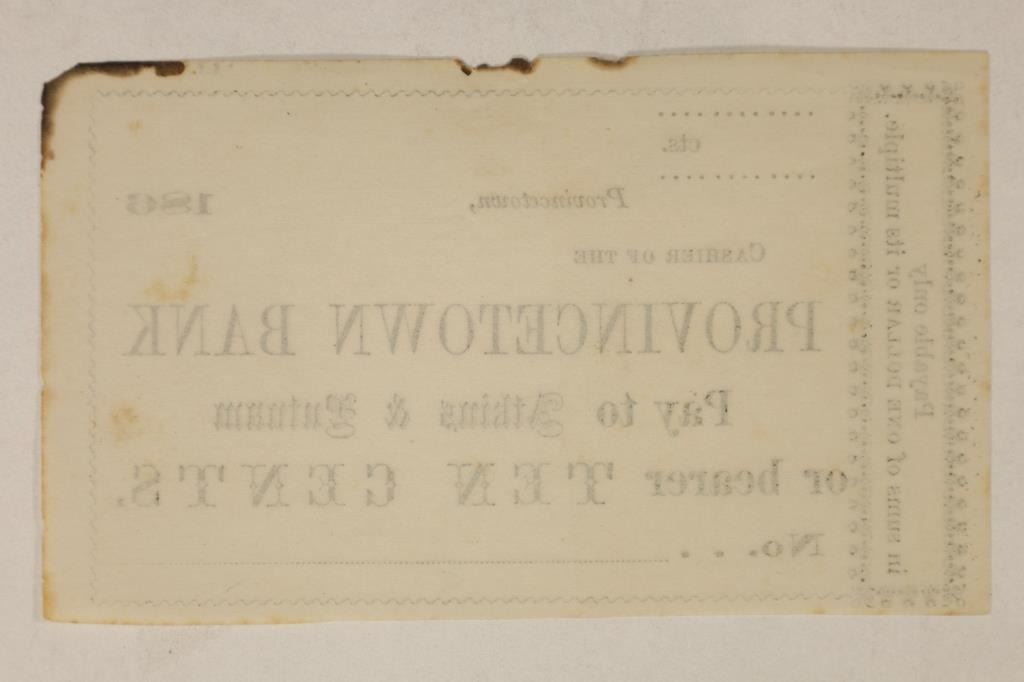 Payable only
in sums of ONE DOLLAR or its multiple.
cts.
Provincetown, 186
CASHIER OF THE
PROVINCETOWN BANK
Pay to Atkins & Putnam
or bearer TEN CENTS.
No. . .